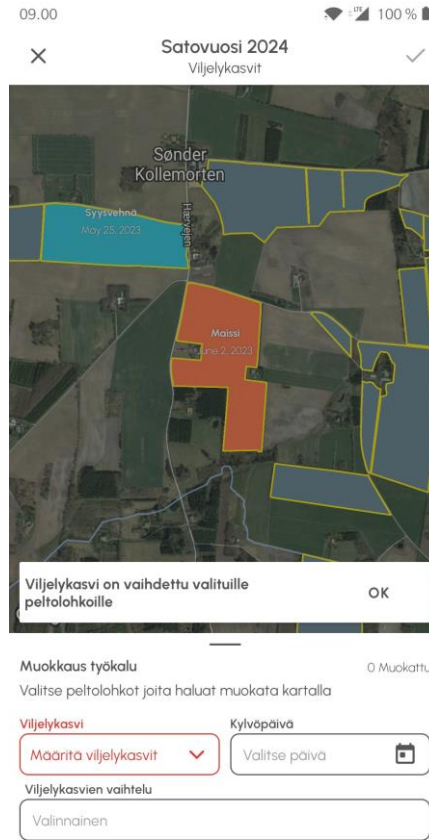 09.00
LTE
100 %
Satovuosi 2024
Viljelykasvit
Sønder
Kollemorten
Hærvejen
Syysvehnä
May 25, 2023
Maissi
June 2, 2023
Viljelykasvi on vaihdettu valituille
peltolohkoille
OK
Muokkaus työkalu
0 Muokattu
Valitse peltolohkot joita haluat muokata kartalla
Viljelykasvi
Kylvöpäivä
Määritä viljelykasvit
Valitse päivä
Viljelykasvien vaihtelu
Valinnainen